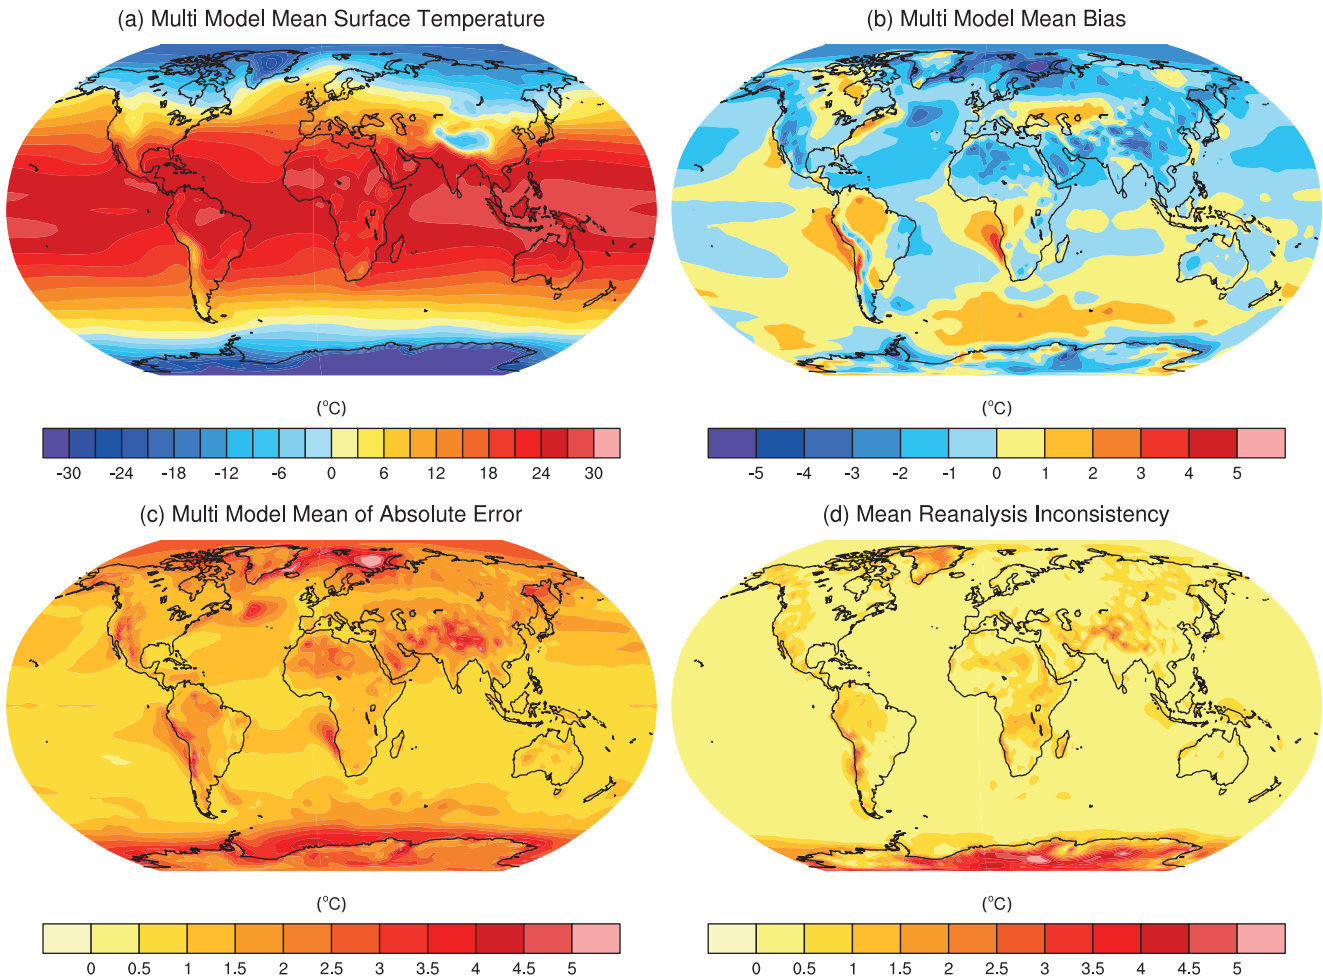 (a) Multi Model Mean Surface Temperature
(b) Multi Model Mean Bias
(°C)
-30 -24 -18 -12 -6 0 6 12 18 24 30
(°C)
-5 -4 -3 -2 -1 0 1 2 3 4 5
(c) Multi Model Mean of Absolute Error
(d) Mean Reanalysis Inconsistency
(°C)
0 0.5 1 1.5 2 2.5 3 3.5 4 4.5 5
(°C)
0 0.5 1 1.5 2 2.5 3 3.5 4 4.5 5